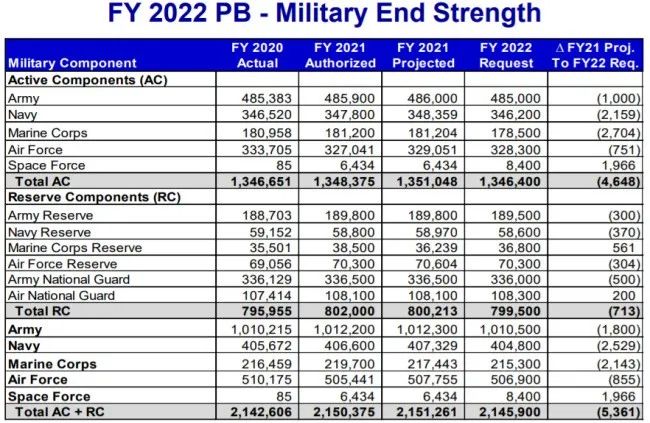 FY 2022 PB - Military End Strength
Military Component FY 2020 Actual FY 2021 Authorized FY 2021 Projected FY 2022 Request Δ FY21 Proj. To FY22 Req.
Active Components (AC)
Army 485,383 485,900 486,000 485,000 (1,000)
Navy 346,520 347,800 348,359 346,200 (2,159)
Marine Corps 180,958 181,200 181,204 178,500 (2,704)
Air Force 333,705 327,041 329,051 328,300 (751)
Space Force 85 6,434 6,434 8,400 1,966
Total AC 1,346,651 1,348,375 1,351,048 1,346,400 (4,648)
Reserve Components (RC)
Army Reserve 188,703 189,800 189,800 189,500 (300)
Navy Reserve 59,152 58,800 58,970 58,600 (370)
Marine Corps Reserve 35,501 38,500 36,239 36,800 561
Air Force Reserve 69,056 70,300 70,604 70,300 (304)
Army National Guard 336,129 336,500 336,500 336,000 (500)
Air National Guard 107,414 108,100 108,100 108,300 200
Total RC 795,955 802,000 800,213 799,500 (713)
Army 1,010,215 1,012,200 1,012,300 1,010,500 (1,800)
Navy 405,672 406,600 407,329 404,800 (2,529)
Marine Corps 216,459 219,700 217,443 215,300 (2,143)
Air Force 510,175 505,441 507,755 506,900 (855)
Space Force 85 6,434 6,434 8,400 1,966
Total AC + RC 2,142,606 2,150,375 2,151,261 2,145,900 (5,361)